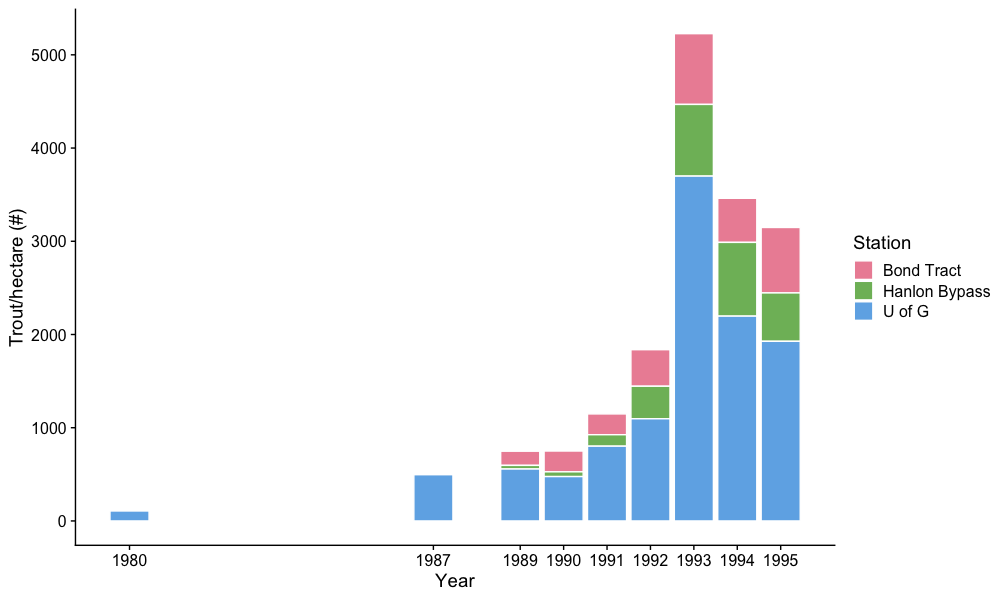 5000
4000
3000
2000
1000
0
Trout/hectare (#)
1980 1987 1989 1990 1991 1992 1993 1994 1995
Year
Station
Bond Tract
Hanlon Bypass
U of G